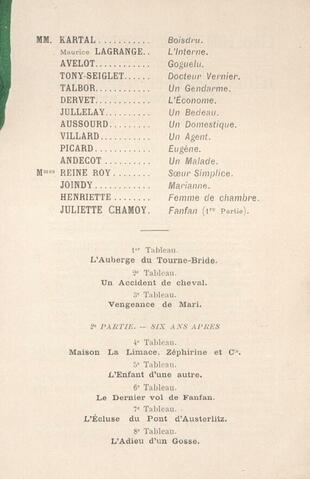 MM. KARTAL........... Boisdru.
Maurice LAGRANGE.. L'Interne.
AVELOT............. Goguelu.
TONY-SEIGLET...... Docteur Vernier.
TALBOR............ Un Gendarme.
DERVET............ L'Économe.
JULLELAY.......... Un Bedeau.
AUSSOURD.......... Un Domestique.
VILLARD........... Un Agent.
PICARD............ Eugène.
ANDECOT........... Un Malade.
Mmes REINE ROY......... Sœur Simplice.
JOINDY............. Marianne.
HENRIETTE......... Femme de chambre.
JULIETTE CHAMOY. Fanfan (1re Partie).
1er Tableau.
L'Auberge du Tourne-Bride.
2e Tableau.
Un Accident de cheval.
3e Tableau.
Vengeance de Mari.
2e PARTIE. — SIX ANS APRÈS
4e Tableau.
Maison La Limace, Zéphirine et Cie.
5e Tableau.
L'Enfant d'une autre.
6e Tableau.
Le Dernier vol de Fanfan.
7e Tableau.
L'Écluse du Pont d'Austerlitz.
8e Tableau.
L'Adieu d'un Gosse.